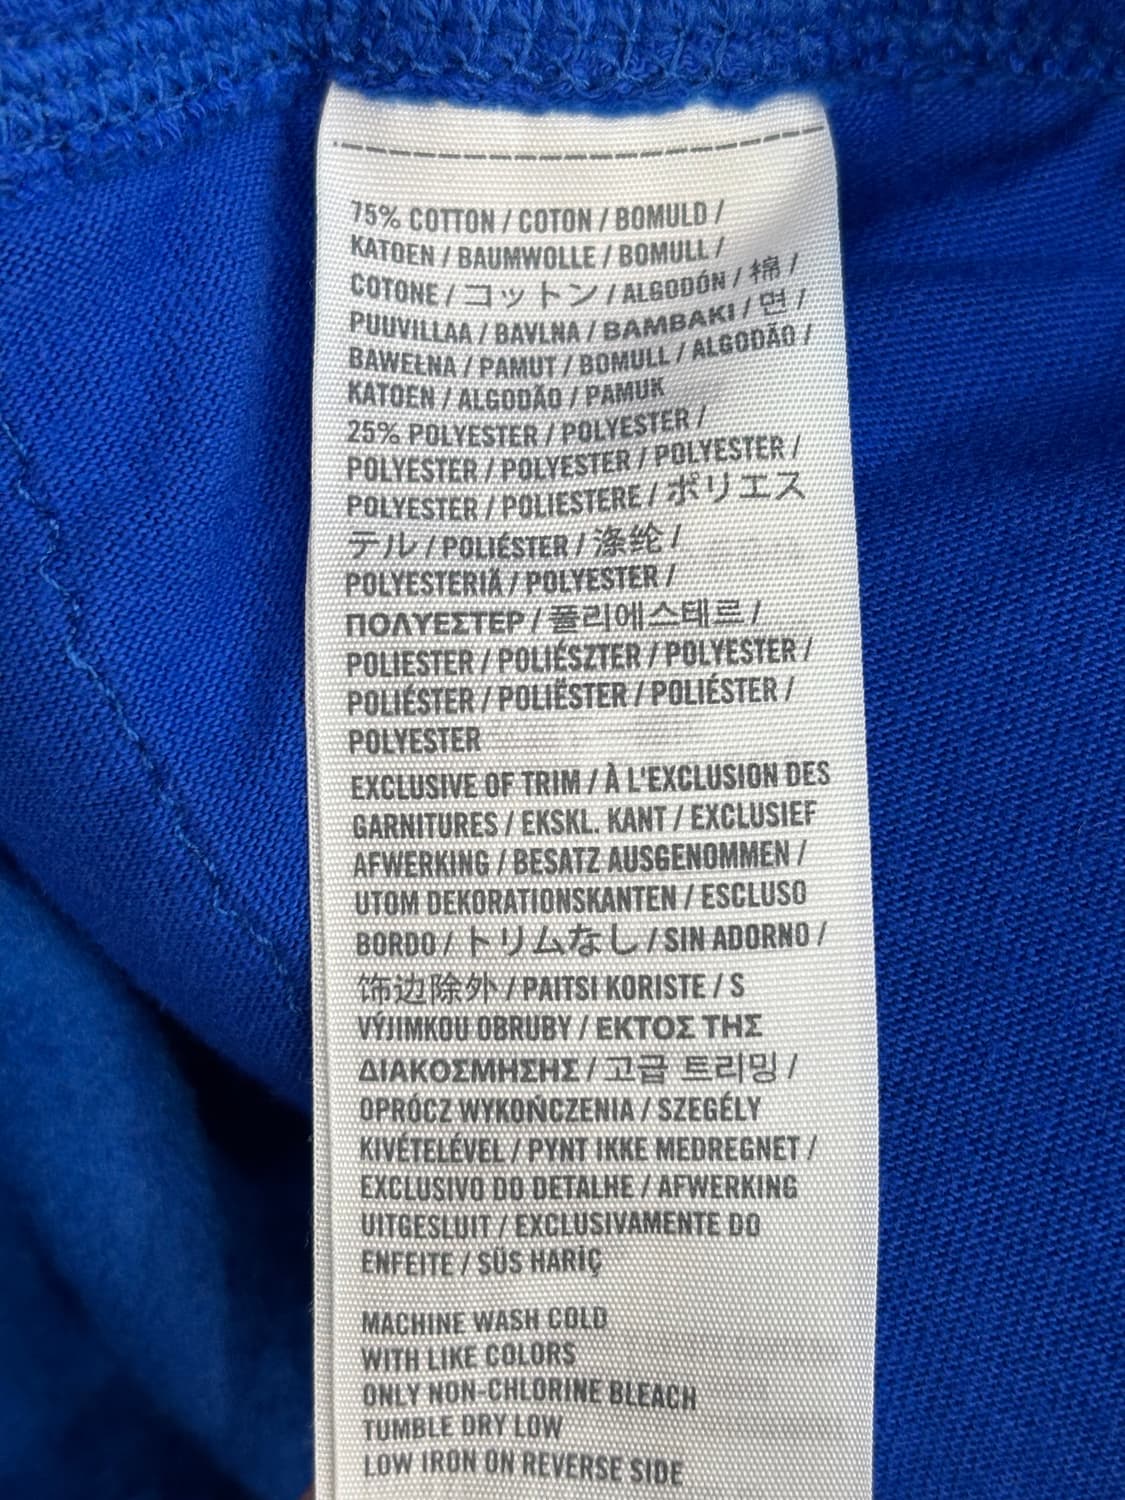 75% COTTON / COTON / BOMULD /
KATOEN / BAUMWOLLE / BOMULL /
COTONE / コットン / ALGODÓN / 棉 /
PUUVILLAA / BAVLNA / BAMBAKI / 면 /
BAWEŁNA / PAMUT / BOMULL / ALGODÃO /
KATOEN / ALGODÃO / PAMUK
25% POLYESTER / POLYESTER /
POLYESTER / POLYESTER / POLYESTER /
POLYESTER / POLIESTERE / ポリエス
テル / POLIÉSTER / 涤纶 /
POLYESTERIÄ / POLYESTER /
ΠΟΛΥΕΣΤΕΡ / 폴리에스테르 /
POLIESTER / POLIÉSZTER / POLYESTER /
POLIÉSTER / POLIËSTER / POLIÉSTER /
POLYESTER
EXCLUSIVE OF TRIM / À L'EXCLUSION DES
GARNITURES / EKSKL. KANT / EXCLUSIEF
AFWERKING / BESATZ AUSGENOMMEN /
UTOM DEKORATIONSKANTEN / ESCLUSO
BORDO / トリムなし / SIN ADORNO /
饰边除外 / PAITSI KORISTE / S
VÝJIMKOU OBRUBY / ΕΚΤΟΣ ΤΗΣ
ΔΙΑΚΟΣΜΗΣΗΣ / 고급 트리밍 /
OPRÓCZ WYKOŃCZENIA / SZEGÉLY
KIVÉTELÉVEL / PYNT IKKE MEDREGNET /
EXCLUSIVO DO DETALHE / AFWERKING
UITGESLUIT / EXCLUSIVAMENTE DO
ENFEITE / SÜS HARİÇ
MACHINE WASH COLD
WITH LIKE COLORS
ONLY NON-CHLORINE BLEACH
TUMBLE DRY LOW
LOW IRON ON REVERSE SIDE